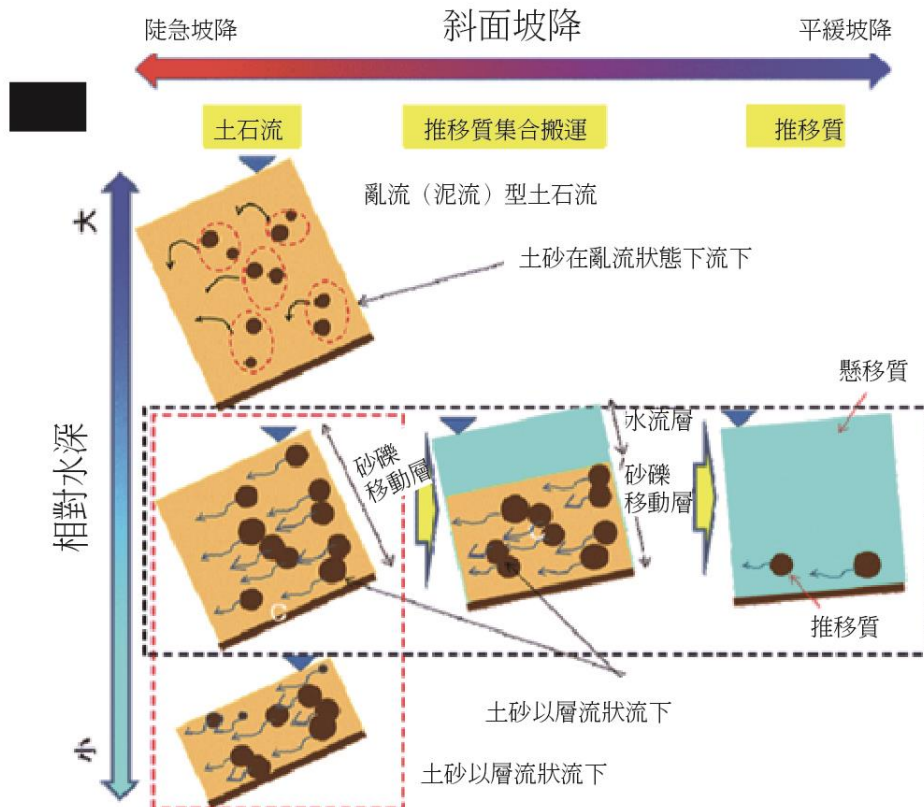 斜面坡降
陡急坡降
平緩坡降
土石流
推移質集合搬運
推移質
大
亂流（泥流）型土石流
土砂在亂流狀態下流下
相對水深
砂礫
移動層
水流層
砂礫
移動層
懸移質
推移質
C
C
土砂以層流狀流下
小
土砂以層流狀流下